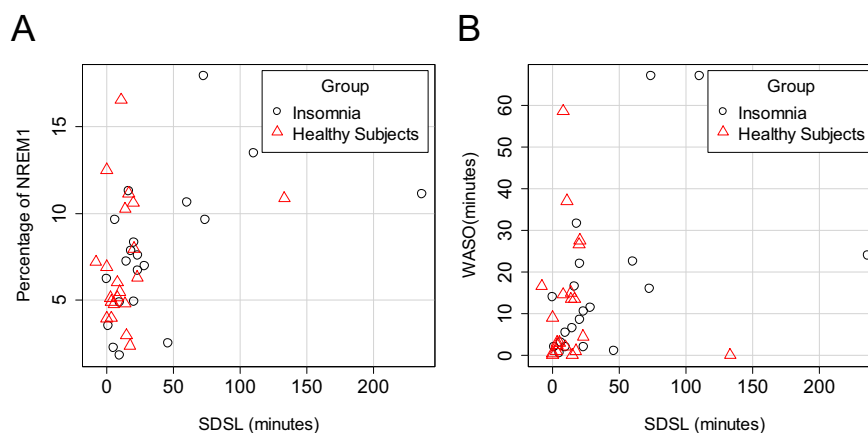 A
Percentage of NREM1
15
10
5
0
50
100
150
200
SDSL (minutes)
Group
Insomnia
Healthy Subjects
B
WASO(minutes)
60
50
40
30
20
10
0
0
50
100
150
200
SDSL (minutes)
Group
Insomnia
Healthy Subjects